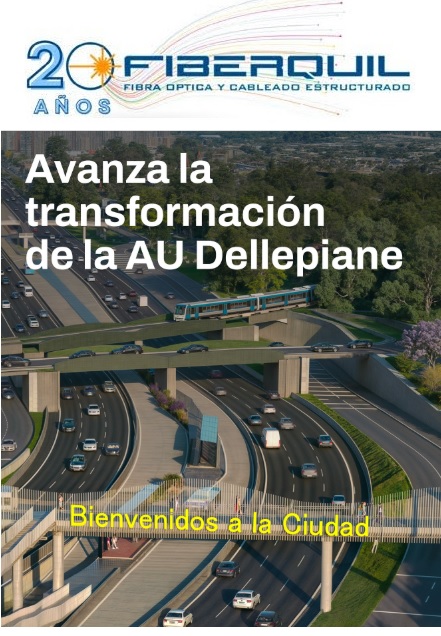 20 AÑOS
FIBERQUIL
FIBRA OPTICA Y CABLEADO ESTRUCTURADO
Avanza la
transformación
de la AU Dellepiane
Bienvenidos a la Ciudad